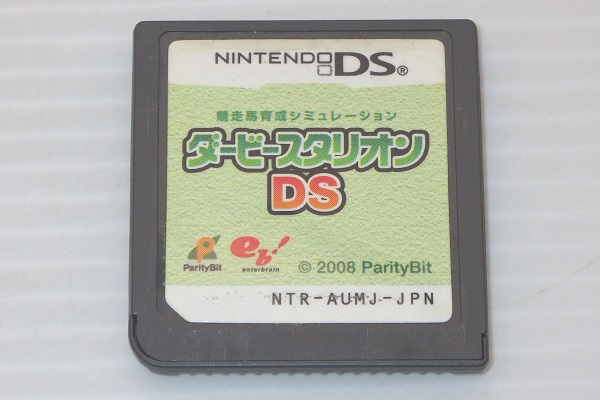 NINTENDO DS®
競走馬育成シミュレーション
ダービースタリオン
DS
ParityBit
eb!
enterbrain
© 2008 ParityBit
NTR-AUMJ-JPN